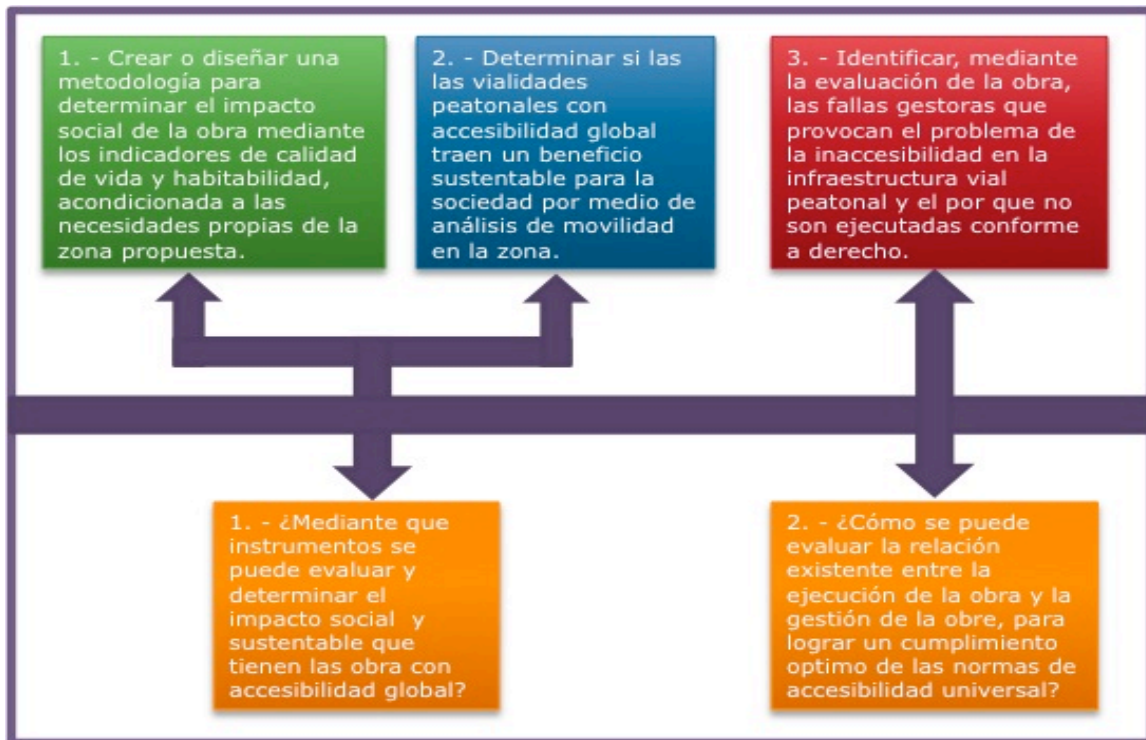 1. - Crear o diseñar una
metodología para
determinar el impacto
social de la obra mediante
los indicadores de calidad
de vida y habitabilidad,
acondicionada a las
necesidades propias de la
zona propuesta.
2. - Determinar si las
las vialidades
peatonales con
accesibilidad global
traen un beneficio
sustentable para la
sociedad por medio de
análisis de movilidad
en la zona.
3. - Identificar, mediante
la evaluación de la obra,
las fallas gestoras que
provocan el problema de
la inaccesibilidad en la
infraestructura vial
peatonal y el por que no
son ejecutadas conforme
a derecho.
1. - ¿Mediante que
instrumentos se
puede evaluar y
determinar el
impacto social y
sustentable que
tienen las obra con
accesibilidad global?
2. - ¿Cómo se puede
evaluar la relación
existente entre la
ejecución de la obra y la
gestión de la obre, para
lograr un cumplimiento
optimo de las normas de
accesibilidad universal?